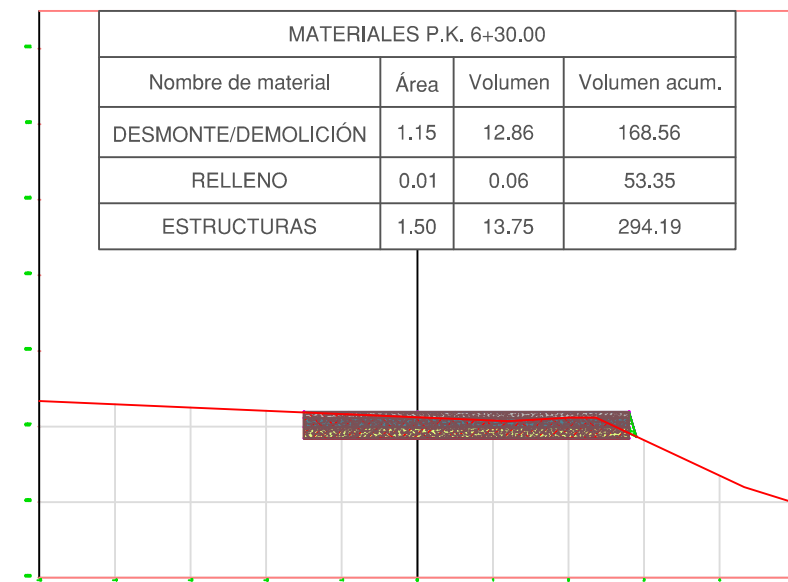 MATERIALES P.K. 6+30.00
Nombre de material Área Volumen Volumen acum.
DESMONTE/DEMOLICIÓN 1.15 12.86 168.56
RELLENO 0.01 0.06 53.35
ESTRUCTURAS 1.50 13.75 294.19